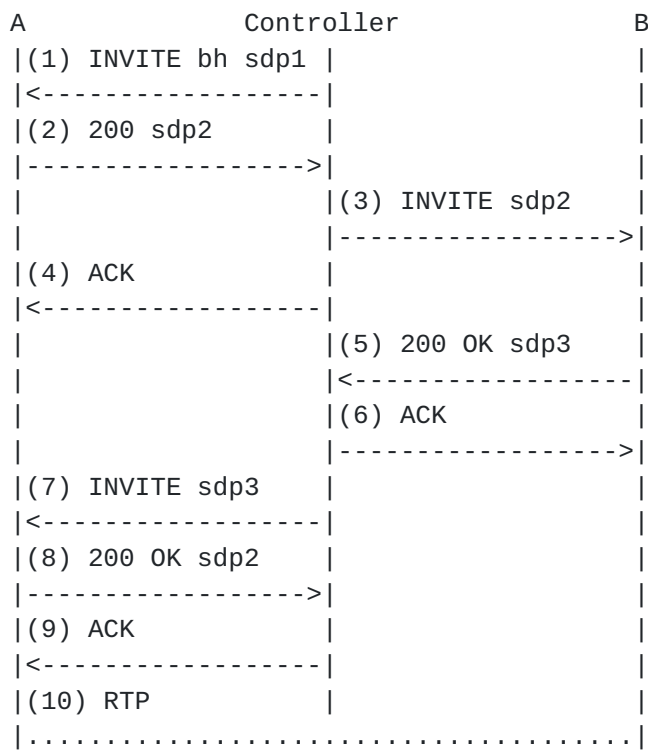 A              Controller               B
|(1) INVITE bh sdp1 |                   |
|<------------------|                   |
|(2) 200 sdp2       |                   |
|------------------>|                   |
|                   |(3) INVITE sdp2    |
|                   |------------------>|
|(4) ACK            |                   |
|<------------------|                   |
|                   |(5) 200 OK sdp3    |
|                   |<------------------|
|                   |(6) ACK            |
|                   |------------------>|
|(7) INVITE sdp3    |                   |
|<------------------|                   |
|(8) 200 OK sdp2    |                   |
|------------------>|                   |
|(9) ACK            |                   |
|<------------------|                   |
|(10) RTP           |                   |
|.......................................|